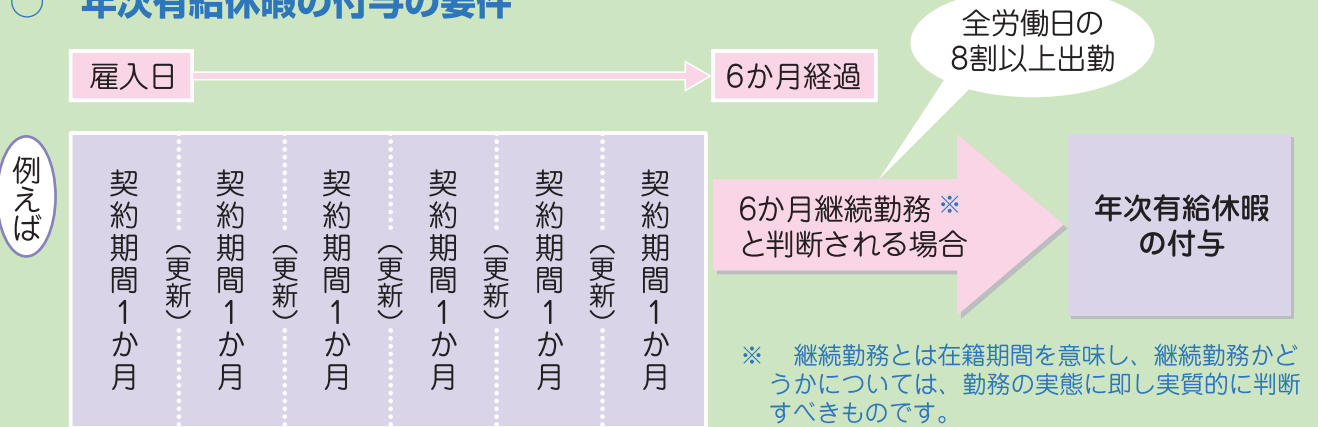 ○ 年次有給休暇の付与の要件
全労働日の
8割以上出勤
雇入日
6か月経過
例えば
契約期間1か月
(更新)
契約期間1か月
(更新)
契約期間1か月
(更新)
契約期間1か月
(更新)
契約期間1か月
(更新)
契約期間1か月
6か月継続勤務※
と判断される場合
年次有給休暇
の付与
※ 継続勤務とは在籍期間を意味し、継続勤務かど
うかについては、勤務の実態に即し実質的に判断
すべきものです。